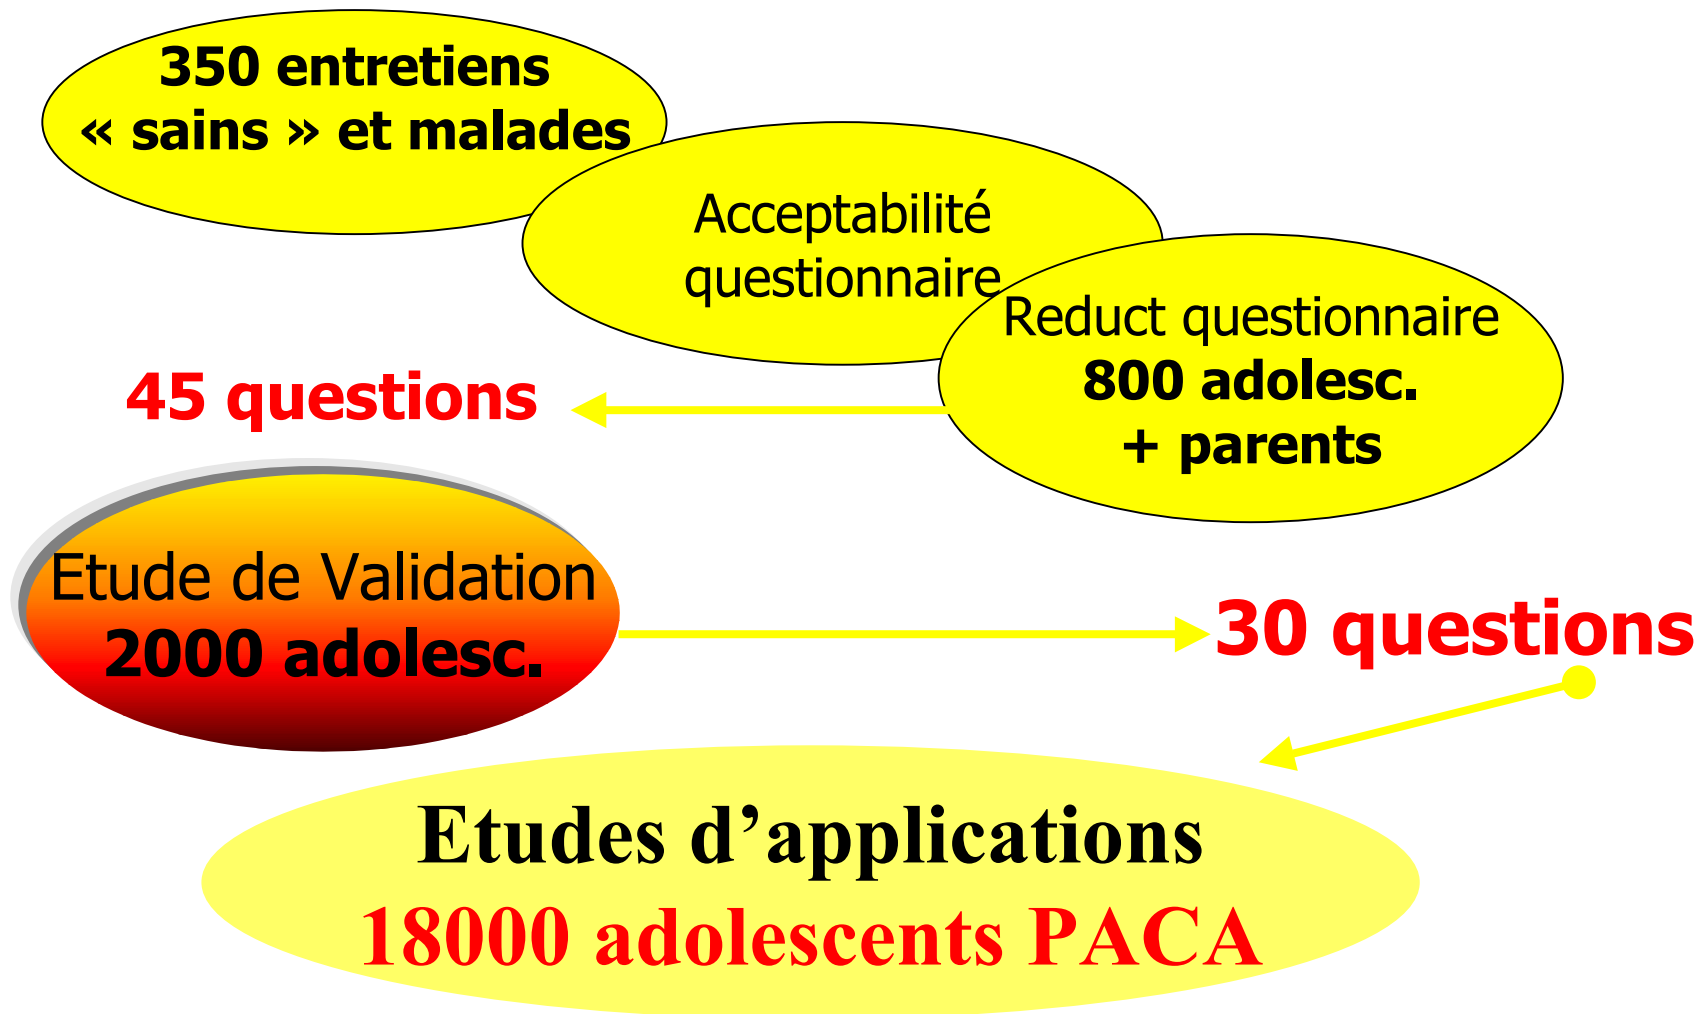 350 entretiens
« sains » et malades
Acceptabilité
questionnaire
Reduct questionnaire
800 adolesc.
+ parents
45 questions
Etude de Validation
2000 adolesc.
30 questions
Etudes d’applications
18000 adolescents PACA